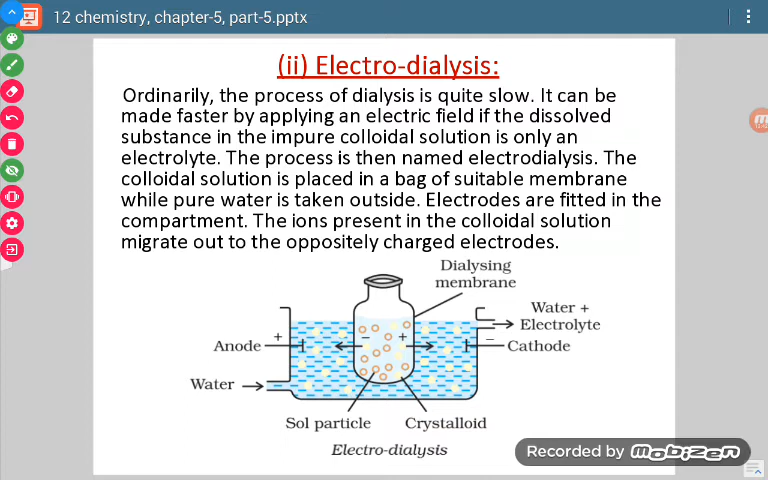 12 chemistry, chapter-5, part-5.pptx
(ii) Electro-dialysis:
Ordinarily, the process of dialysis is quite slow. It can be
made faster by applying an electric field if the dissolved
substance in the impure colloidal solution is only an
electrolyte. The process is then named electrodialysis. The
colloidal solution is placed in a bag of suitable membrane
while pure water is taken outside. Electrodes are fitted in the
compartment. The ions present in the colloidal solution
migrate out to the oppositely charged electrodes.
Dialysing
membrane
Water +
Electrolyte
+
−
+
−
Anode
Cathode
Water
Sol particle
Crystalloid
Electro-dialysis
Recorded by mobizen